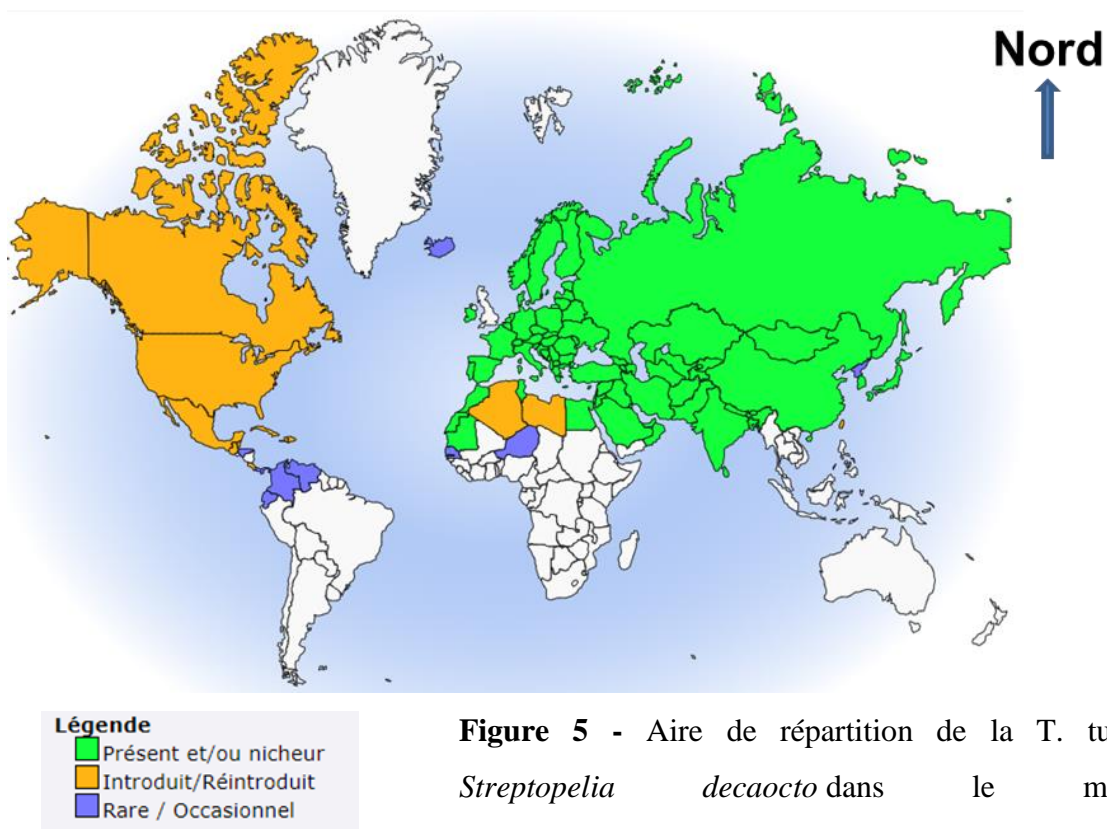 Nord
Légende
Présent et/ou nicheur
Introduit/Réintroduit
Rare / Occasionnel
Figure 5 - Aire de répartition de la T. tu
Streptopelia decaocto dans le m